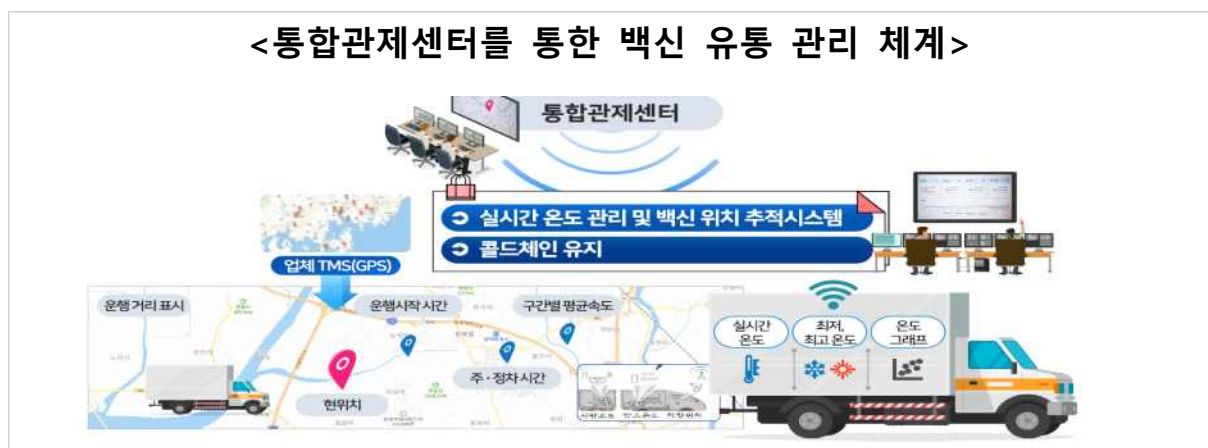 <통합관제센터를 통한 백신 유통 관리 체계>
통합관제센터
실시간 온도 관리 및 백신 위치 추적시스템
콜드체인 유지
업체 TMS(GPS)
운행 거리 표시
운행시작 시간
구간별 평균속도
주·정차 시간
현위치
실시간
온도
최저,
최고 온도
온도
그래프